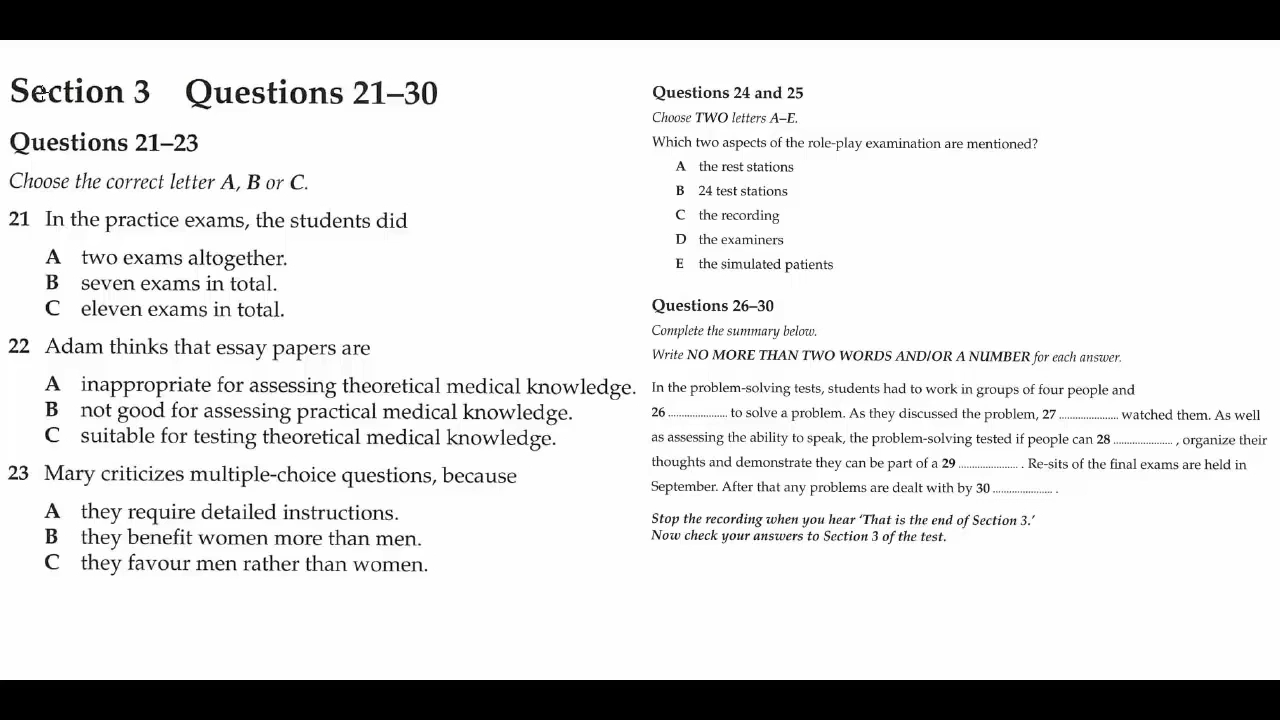 Section 3 Questions 21–30
Questions 21–23
Choose the correct letter A, B or C.
21 In the practice exams, the students did
A two exams altogether.
B seven exams in total.
C eleven exams in total.
22 Adam thinks that essay papers are
A inappropriate for assessing theoretical medical knowledge.
B not good for assessing practical medical knowledge.
C suitable for testing theoretical medical knowledge.
23 Mary criticizes multiple-choice questions, because
A they require detailed instructions.
B they benefit women more than men.
C they favour men rather than women.
Questions 24 and 25
Choose TWO letters A–E.
Which two aspects of the role-play examination are mentioned?
A the rest stations
B 24 test stations
C the recording
D the examiners
E the simulated patients
Questions 26–30
Complete the summary below.
Write NO MORE THAN TWO WORDS AND/OR A NUMBER for each answer.
In the problem-solving tests, students had to work in groups of four people and
26 ...................... to solve a problem. As they discussed the problem, 27 ...................... watched them. As well
as assessing the ability to speak, the problem-solving tested if people can 28 ...................... , organize their
thoughts and demonstrate they can be part of a 29 ...................... . Re-sits of the final exams are held in
September. After that any problems are dealt with by 30 ...................... .
Stop the recording when you hear ‘That is the end of Section 3.’
Now check your answers to Section 3 of the test.